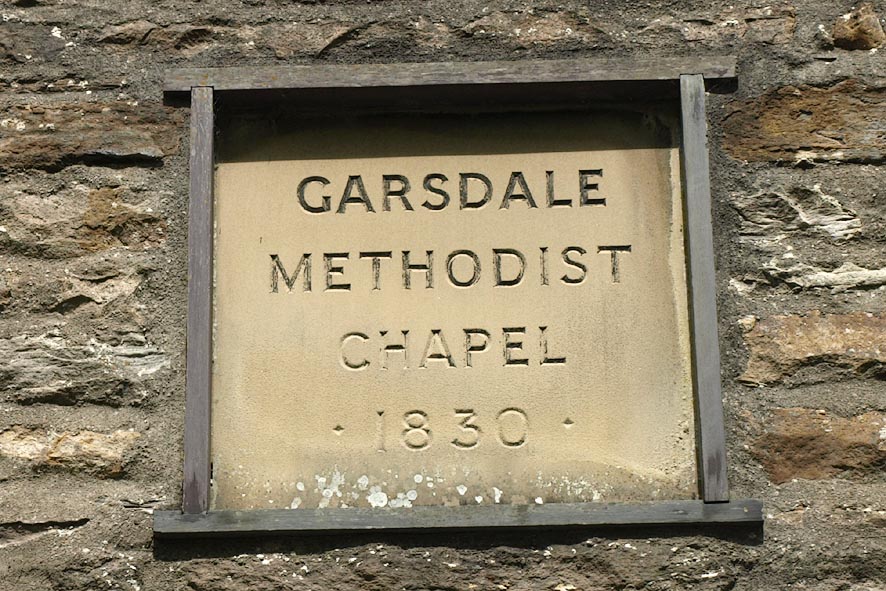 GARSDALE
METHODIST
CHAPEL
· 1830 ·